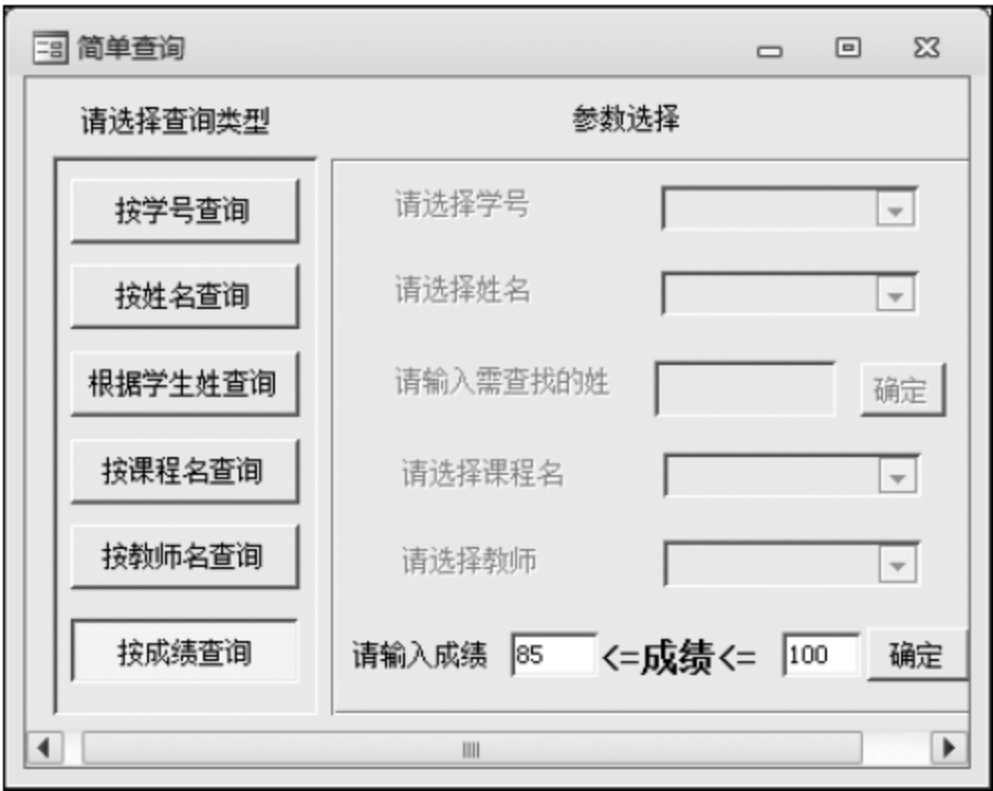 简单查询
请选择查询类型
参数选择
按学号查询
请选择学号
按姓名查询
请选择姓名
根据学生姓查询
请输入需查找的姓
确定
按课程名查询
请选择课程名
按教师名查询
请选择教师
按成绩查询
请输入成绩 85 <=成绩<= 100 确定